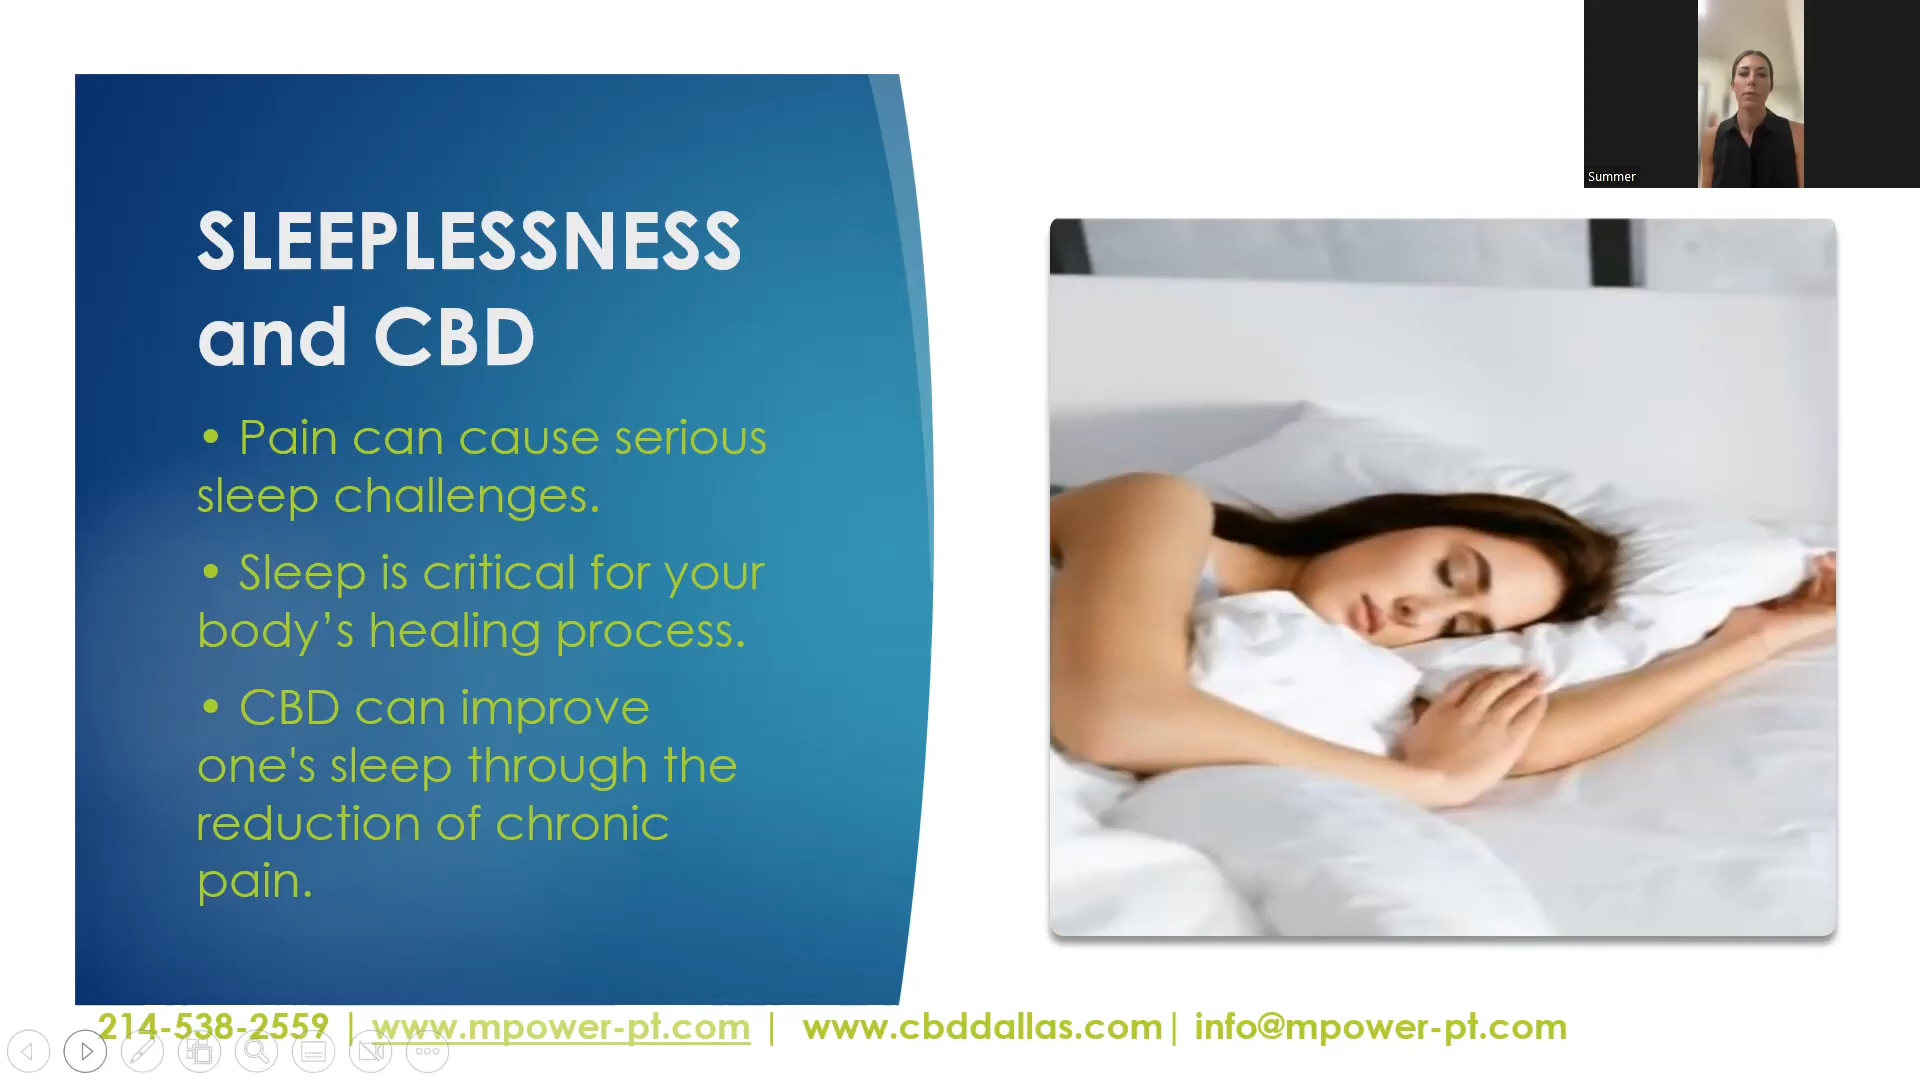 Summer
SLEEPLESSNESS
and CBD
• Pain can cause serious
sleep challenges.
• Sleep is critical for your
body’s healing process.
• CBD can improve
one's sleep through the
reduction of chronic
pain.
214-538-2559 | www.mpower-pt.com | www.cbddallas.com| info@mpower-pt.com